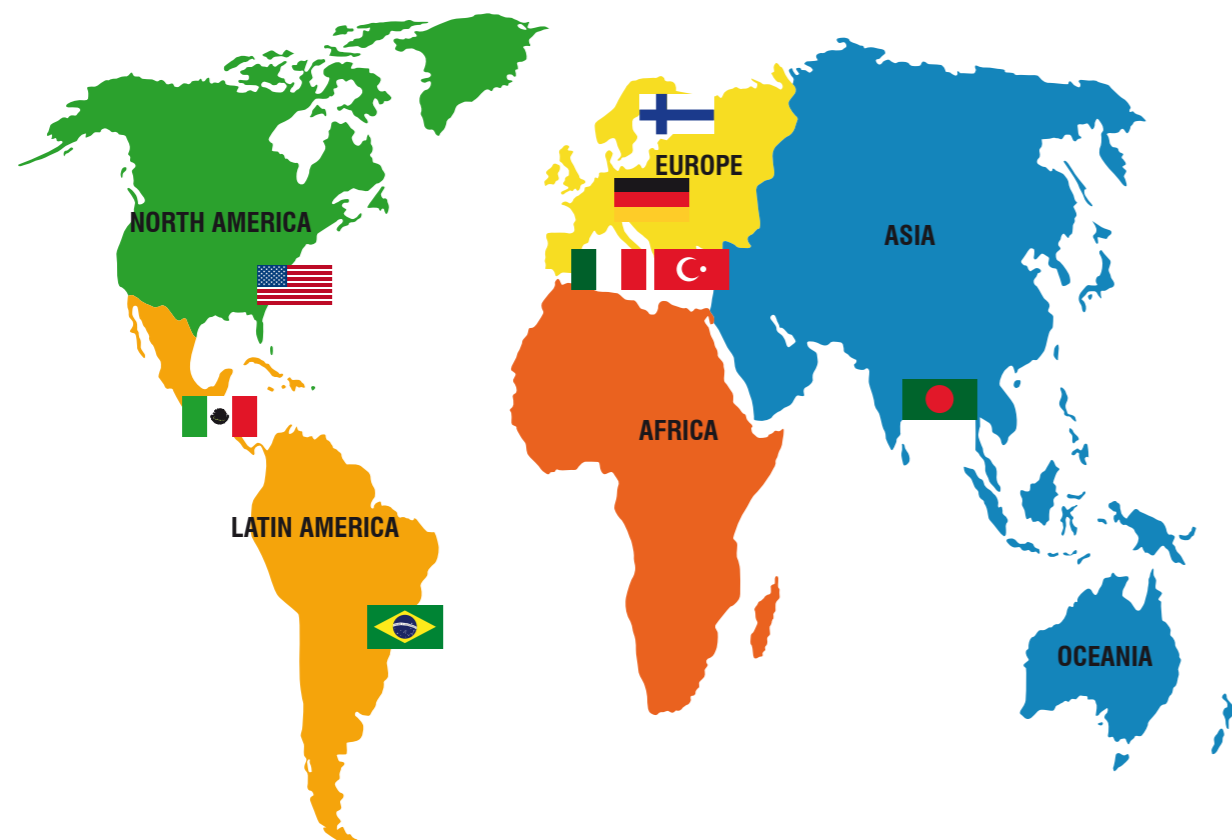 EUROPE
NORTH AMERICA
ASIA
AFRICA
LATIN AMERICA
OCEANIA